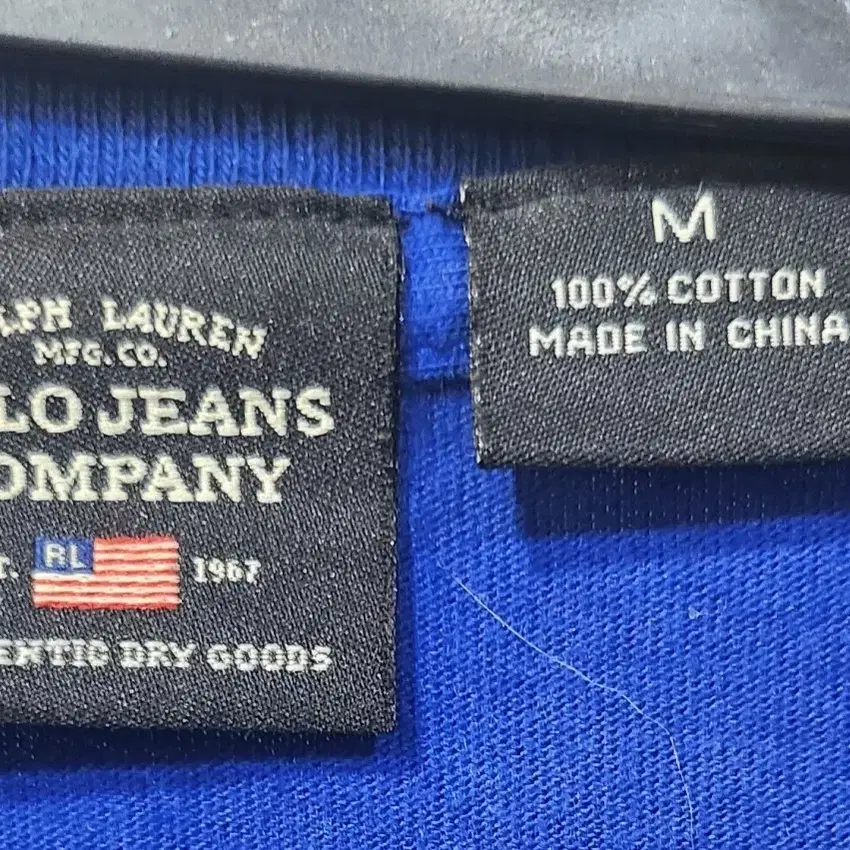 LPH LAUREN
MFG. CO.
LO JEANS
OMPANY
RL
1967
ENTIC DRY GOODS
M
100% COTTON
MADE IN CHINA